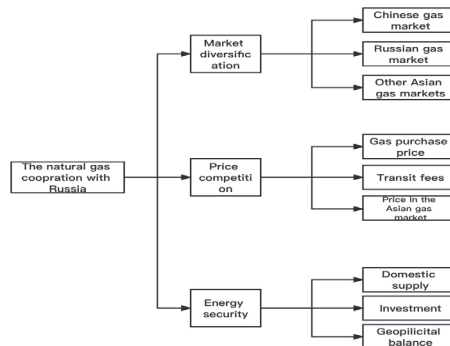 Chinese gas
market
Market
diversific
ation
Russian gas
market
Other Asian
gas markets
Gas purchase
price
The natural gas
coopration with
Russia
Price
competiti
on
Transit fees
Price in the
Asian gas
market
Domestic
supply
Energy
security
Investment
Geopilicital
balance